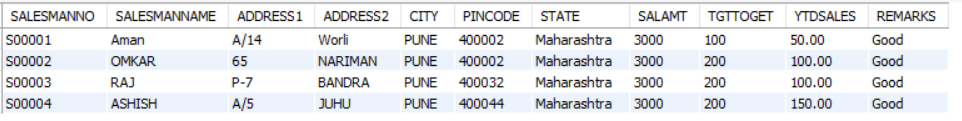 SALESMANNO SALESMANNAME ADDRESS1 ADDRESS2 CITY PINCODE STATE SALAMT TGTTOGET YTDSALES REMARKS
S00001 Aman A/14 Worli PUNE 400002 Maharashtra 3000 100 50.00 Good
S00002 OMKAR 65 NARIMAN PUNE 400002 Maharashtra 3000 200 100.00 Good
S00003 RAJ P-7 BANDRA PUNE 400032 Maharashtra 3000 200 100.00 Good
S00004 ASHISH A/5 JUHU PUNE 400044 Maharashtra 3000 200 150.00 Good